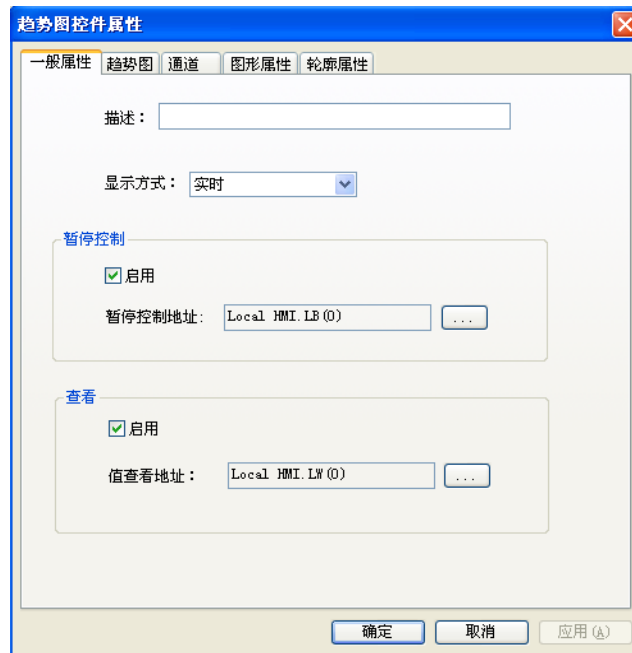 趋势图控件属性
一般属性 趋势图 通道 图形属性 轮廓属性
描述：
显示方式： 实时
暂停控制
启用
暂停控制地址: Local HMI.LB(0) ...
查看
启用
值查看地址： Local HMI.LW(0) ...
确定 取消 应用(A)